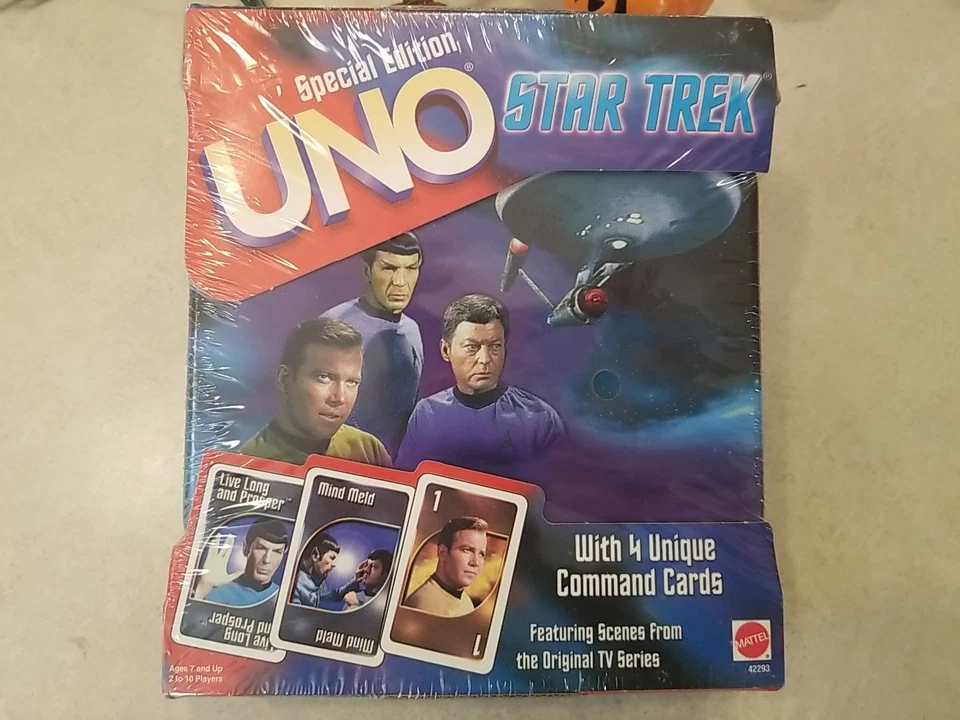 Special Edition
UNO®
STAR TREK®
Live Long
and Prosper™
Mind Meld
1
Live Long
and Prosper™
Mind Meld
1
With 4 Unique
Command Cards
Featuring Scenes From
the Original TV Series
MATTEL
42293
Ages 7 and Up
2 to 10 Players